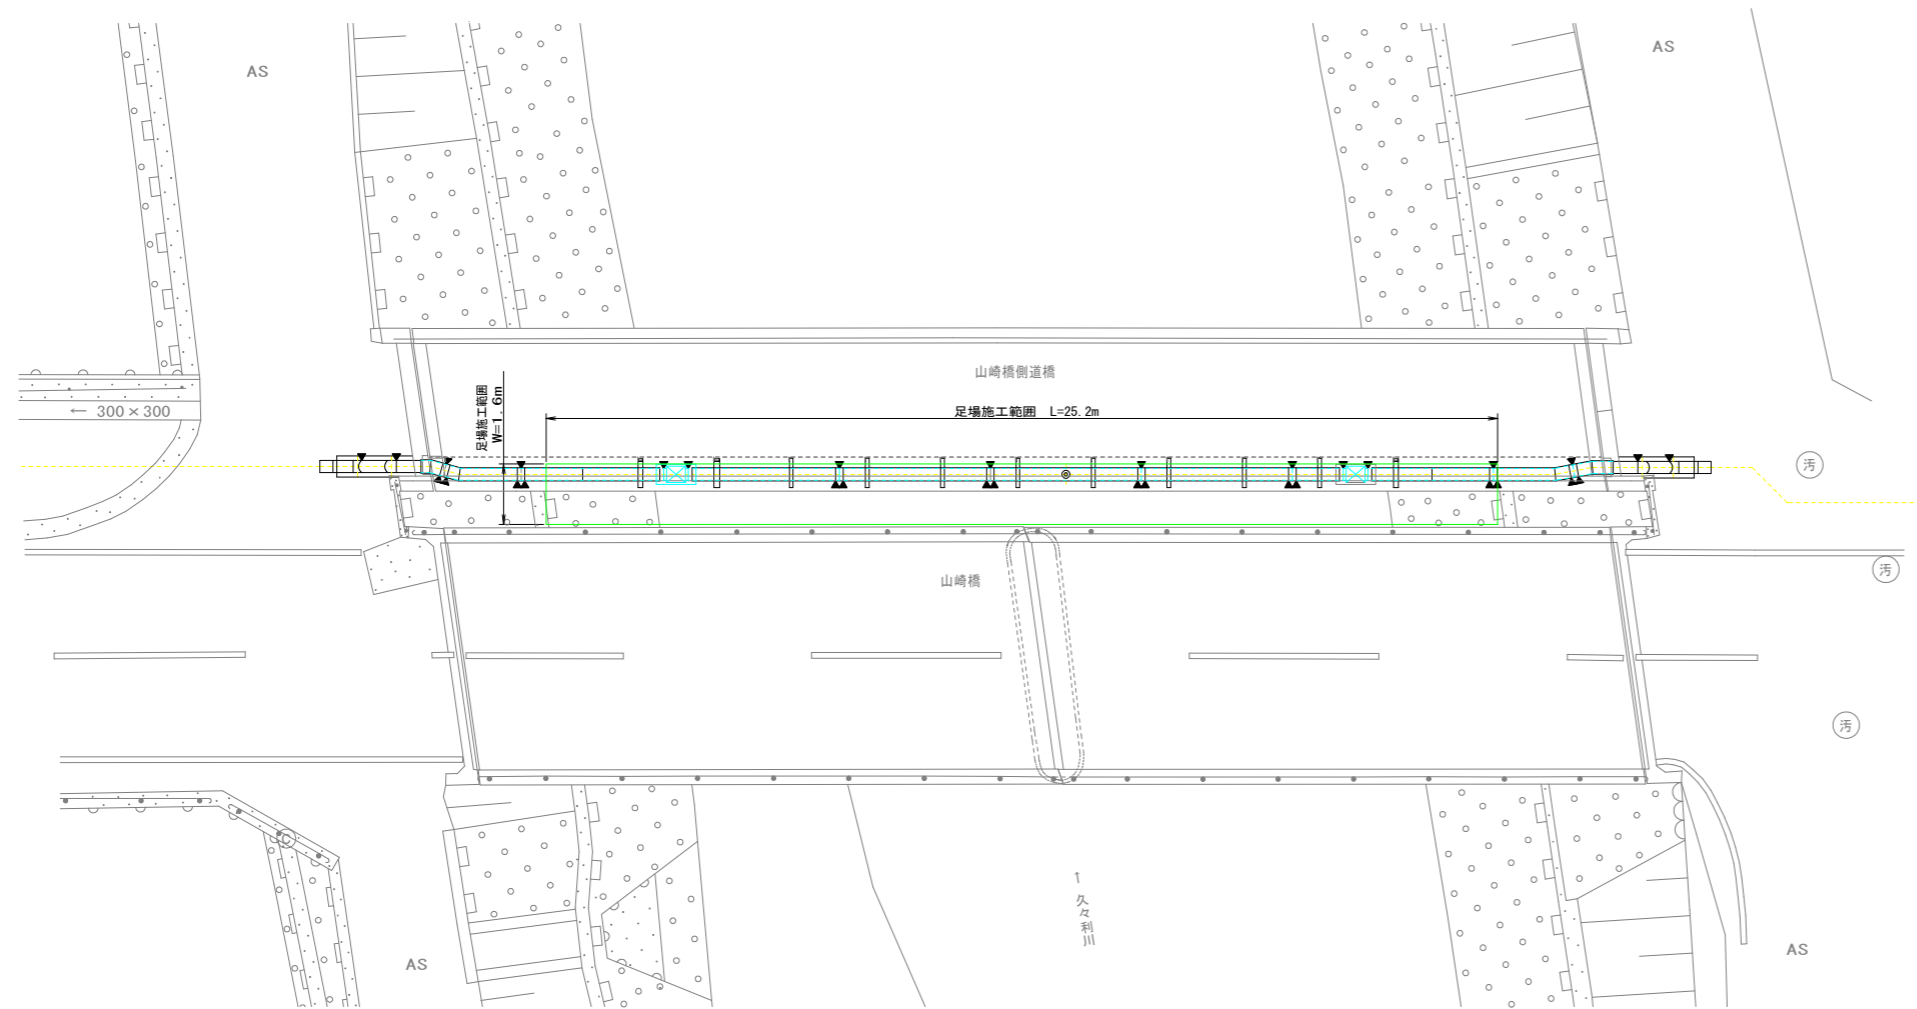 AS
AS
山崎橋側道橋
足場施工範囲
W=1.6m
足場施工範囲 L=25.2m
← 300×300
汚
汚
山崎橋
汚
↑ 久々利川
AS
AS